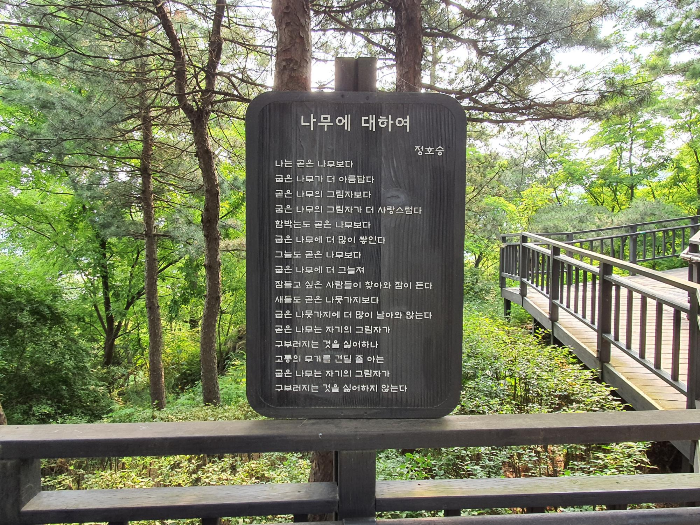 나무에 대하여
정호승
나는 곧은 나무보다
굽은 나무가 더 아름답다
곧은 나무의 그림자보다
굽은 나무의 그림자가 더 사랑스럽다
함박눈도 곧은 나무보다
굽은 나무에 더 많이 쌓인다
그늘도 곧은 나무보다
굽은 나무에 더 그늘져
잠들고 싶은 사람들이 찾아와 잠이 든다
새들도 곧은 나뭇가지보다
굽은 나뭇가지에 더 많이 날아와 앉는다
곧은 나무는 자기의 그림자가
구부러지는 것을 싫어하나
고통의 무게를 견딜 줄 아는
굽은 나무는 자기의 그림자가
구부러지는 것을 싫어하지 않는다